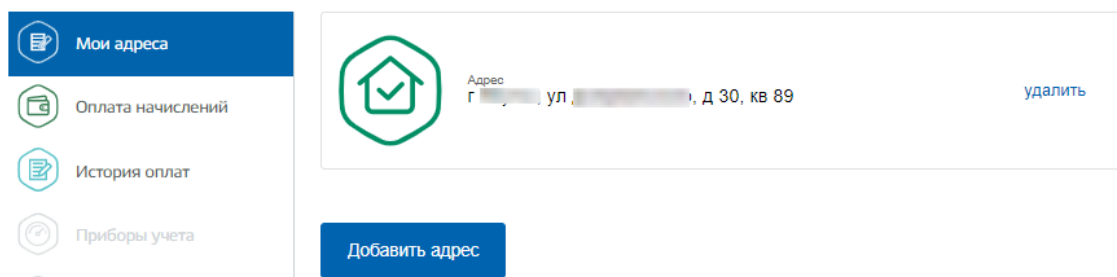 Мои адреса
Оплата начислений
История оплат
Приборы учета
Адрес
г ул , д 30, кв 89
удалить
Добавить адрес